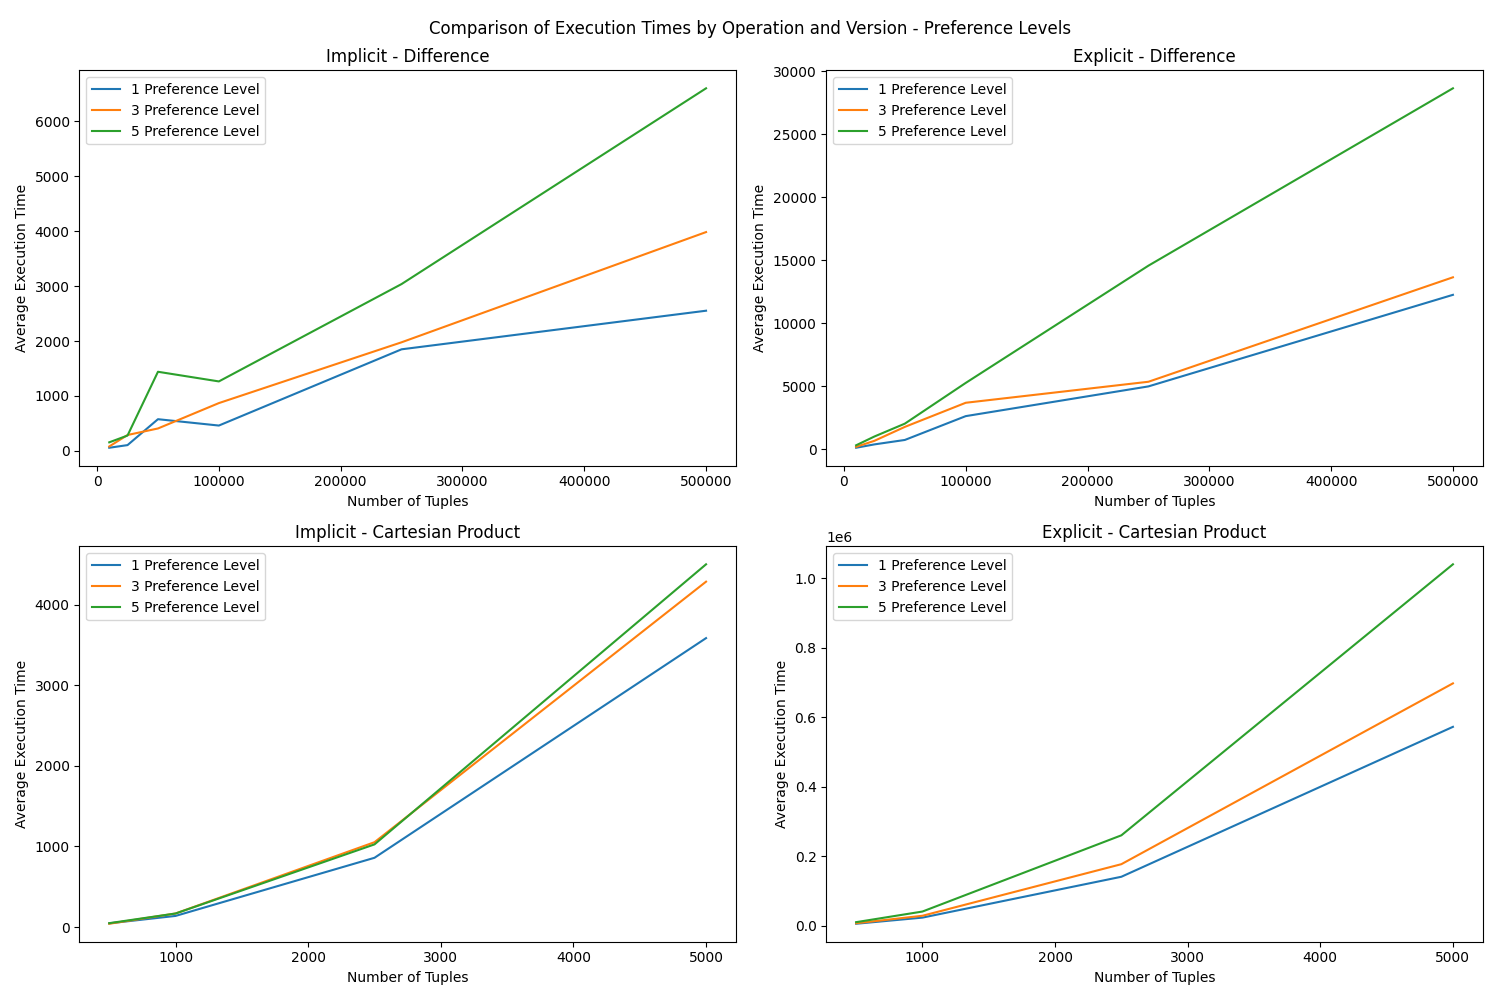 Comparison of Execution Times by Operation and Version - Preference Levels
Implicit - Difference
1 Preference Level
3 Preference Level
5 Preference Level
Average Execution Time
6000
5000
4000
3000
2000
1000
0
0 100000 200000 300000 400000 500000
Number of Tuples
Explicit - Difference
1 Preference Level
3 Preference Level
5 Preference Level
Average Execution Time
30000
25000
20000
15000
10000
5000
0
0 100000 200000 300000 400000 500000
Number of Tuples
Implicit - Cartesian Product
1 Preference Level
3 Preference Level
5 Preference Level
Average Execution Time
4000
3000
2000
1000
0
1000 2000 3000 4000 5000
Number of Tuples
Explicit - Cartesian Product
1e6
1 Preference Level
3 Preference Level
5 Preference Level
Average Execution Time
1.0
0.8
0.6
0.4
0.2
0.0
1000 2000 3000 4000 5000
Number of Tuples